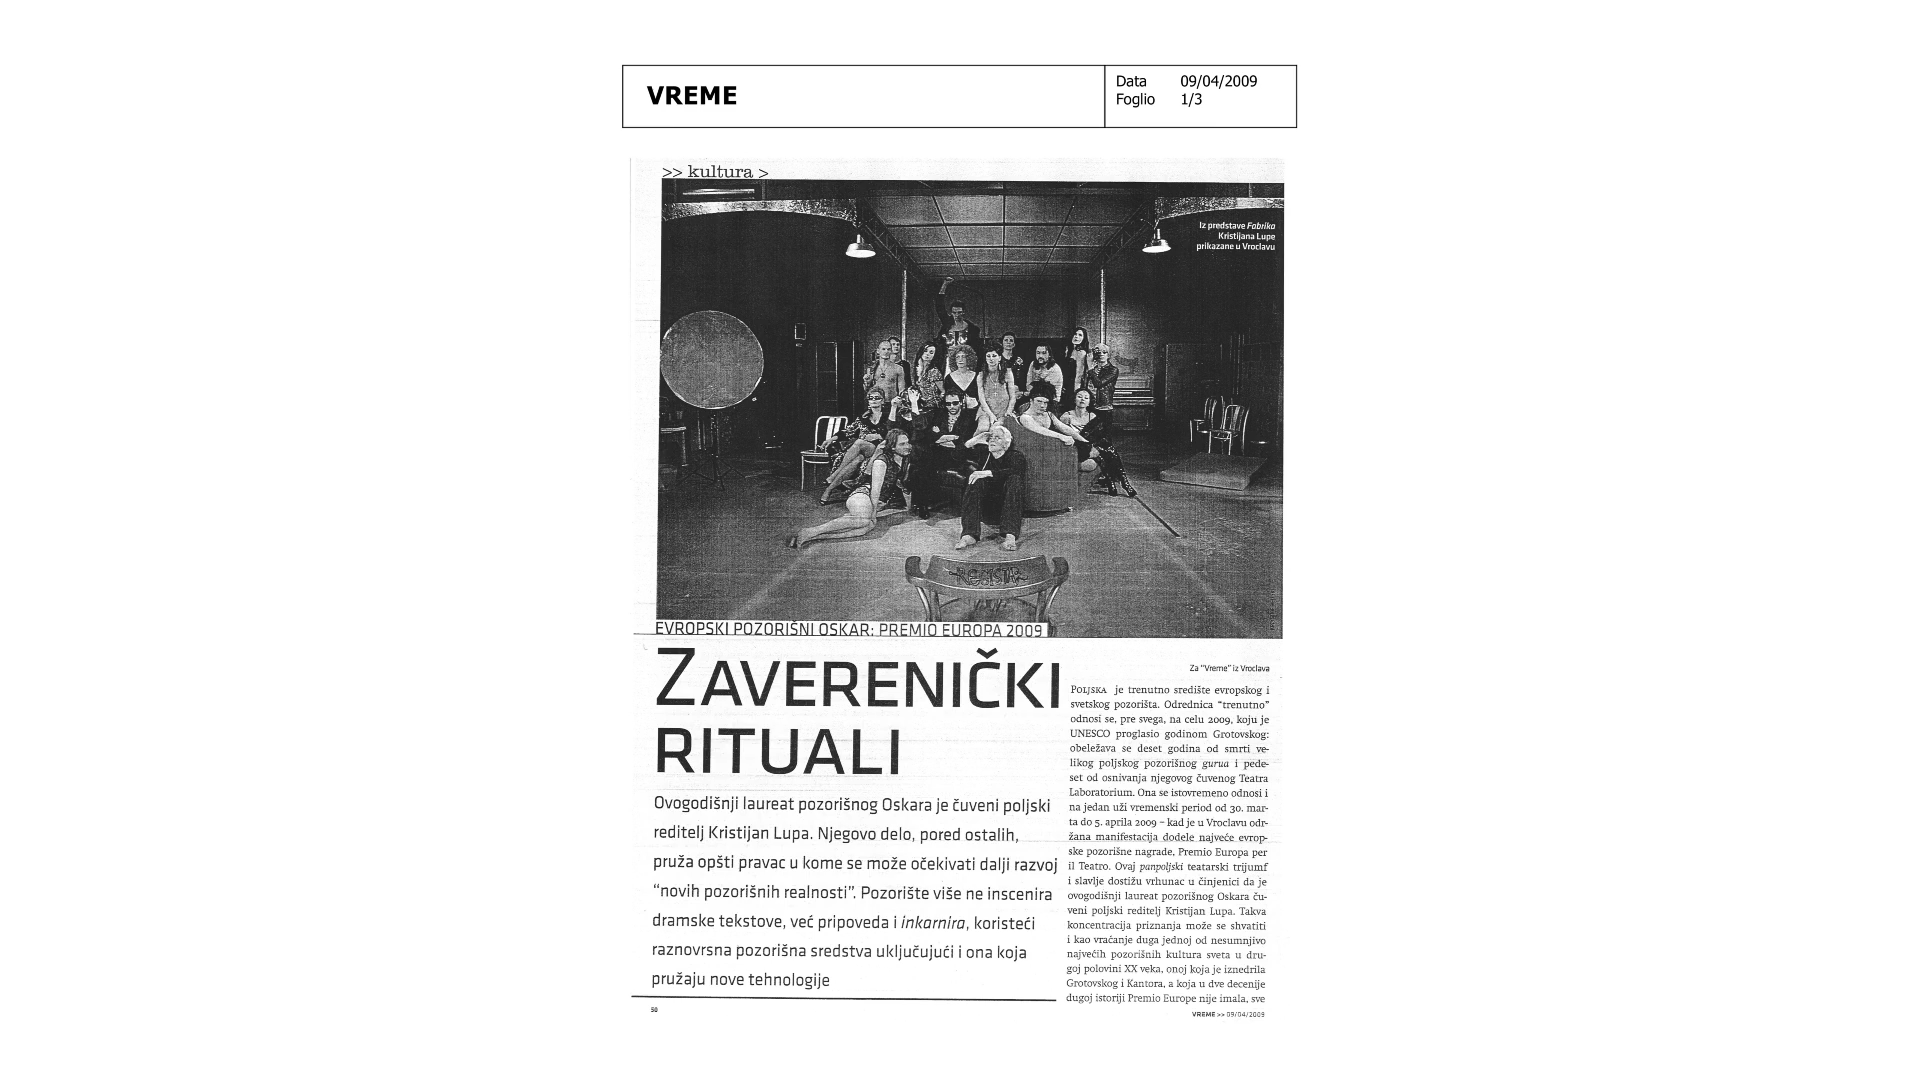 VREME
Data 09/04/2009
Foglio 1/3
>> kultura >
Iz predstave Fabrika
Kristijana Lupe
prikazane u Vroclavu
REŻYSER
EVROPSKI POZORIŠNI OSKAR: PREMIO EUROPA 2009
ZAVERENIČKI
RITUALI
Ovogodišnji laureat pozorišnog Oskara je čuveni poljski
reditelj Kristijan Lupa. Njegovo delo, pored ostalih,
pruža opšti pravac u kome se može očekivati dalji razvoj
“novih pozorišnih realnosti”. Pozorište više ne inscenira
dramske tekstove, već pripoveda i inkarnira, koristeći
raznovrsna pozorišna sredstva uključujući i ona koja
pružaju nove tehnologije
Za “Vreme” iz Vroclava
POLJSKA je trenutno središte evropskog i
svetskog pozorišta. Odrednica “trenutno”
odnosi se, pre svega, na celu 2009, koju je
UNESCO proglasio godinom Grotovskog:
obeležava se deset godina od smrti ve-
likog poljskog pozorišnog gurua i pede-
set od osnivanja njegovog čuvenog Teatra
Laboratorium. Ona se istovremeno odnosi i
na jedan uži vremenski period od 30. mar-
ta do 5. aprila 2009 – kad je u Vroclavu odr-
žana manifestacija dodele najveće evrop-
ske pozorišne nagrade, Premio Europa per
il Teatro. Ovaj panpoljski teatarski trijumf
i slavlje dostižu vrhunac u činjenici da je
ovogodišnji laureat pozorišnog Oskara ču-
veni poljski reditelj Kristijan Lupa. Takva
koncentracija priznanja može se shvatiti
i kao vraćanje duga jednoj od nesumnjivo
najvećih pozorišnih kultura sveta u dru-
goj polovini XX veka, onoj koja je iznedrila
Grotovskog i Kantora, a koja u dve decenije
dugoj istoriji Premio Europe nije imala, sve
50
VREME >> 09/04/2009